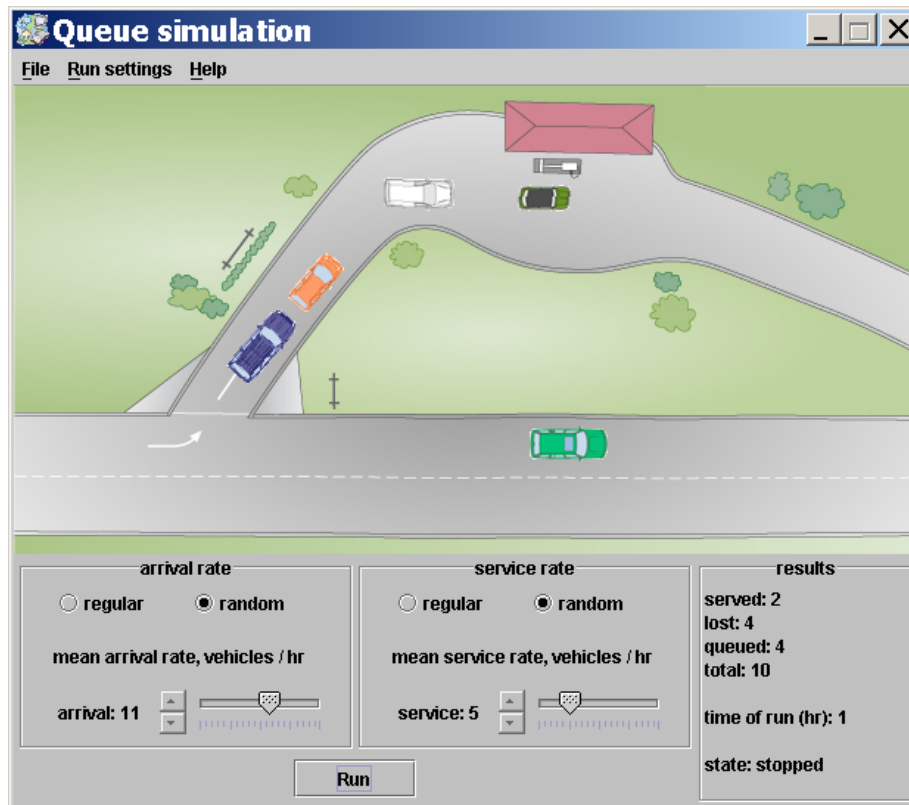 Queue simulation
File Run settings Help
arrival rate
regular random
mean arrival rate, vehicles / hr
arrival: 11
service rate
regular random
mean service rate, vehicles / hr
service: 5
results
served: 2
lost: 4
queued: 4
total: 10
time of run (hr): 1
state: stopped
Run